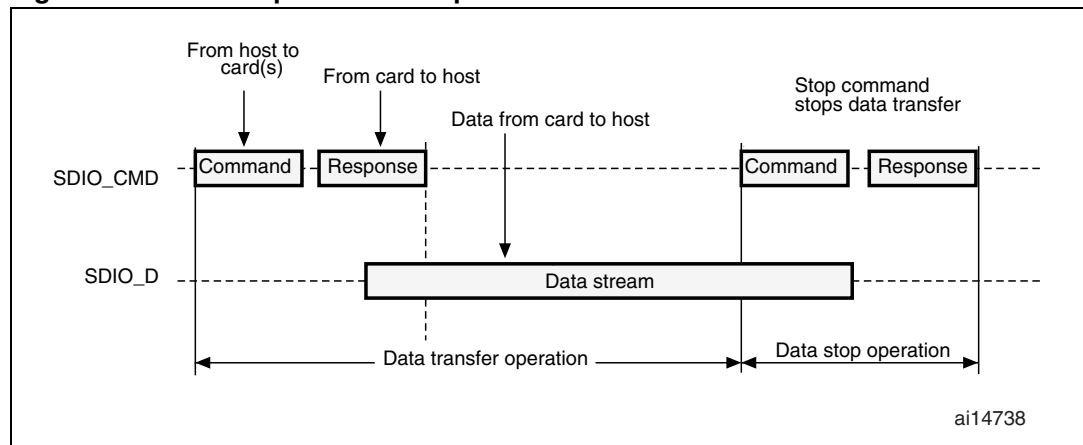 From host to
card(s)
From card to host
Data from card to host
Stop command
stops data transfer
SDIO_CMD
Command
Response
Command
Response
SDIO_D
Data stream
Data transfer operation
Data stop operation
ai14738